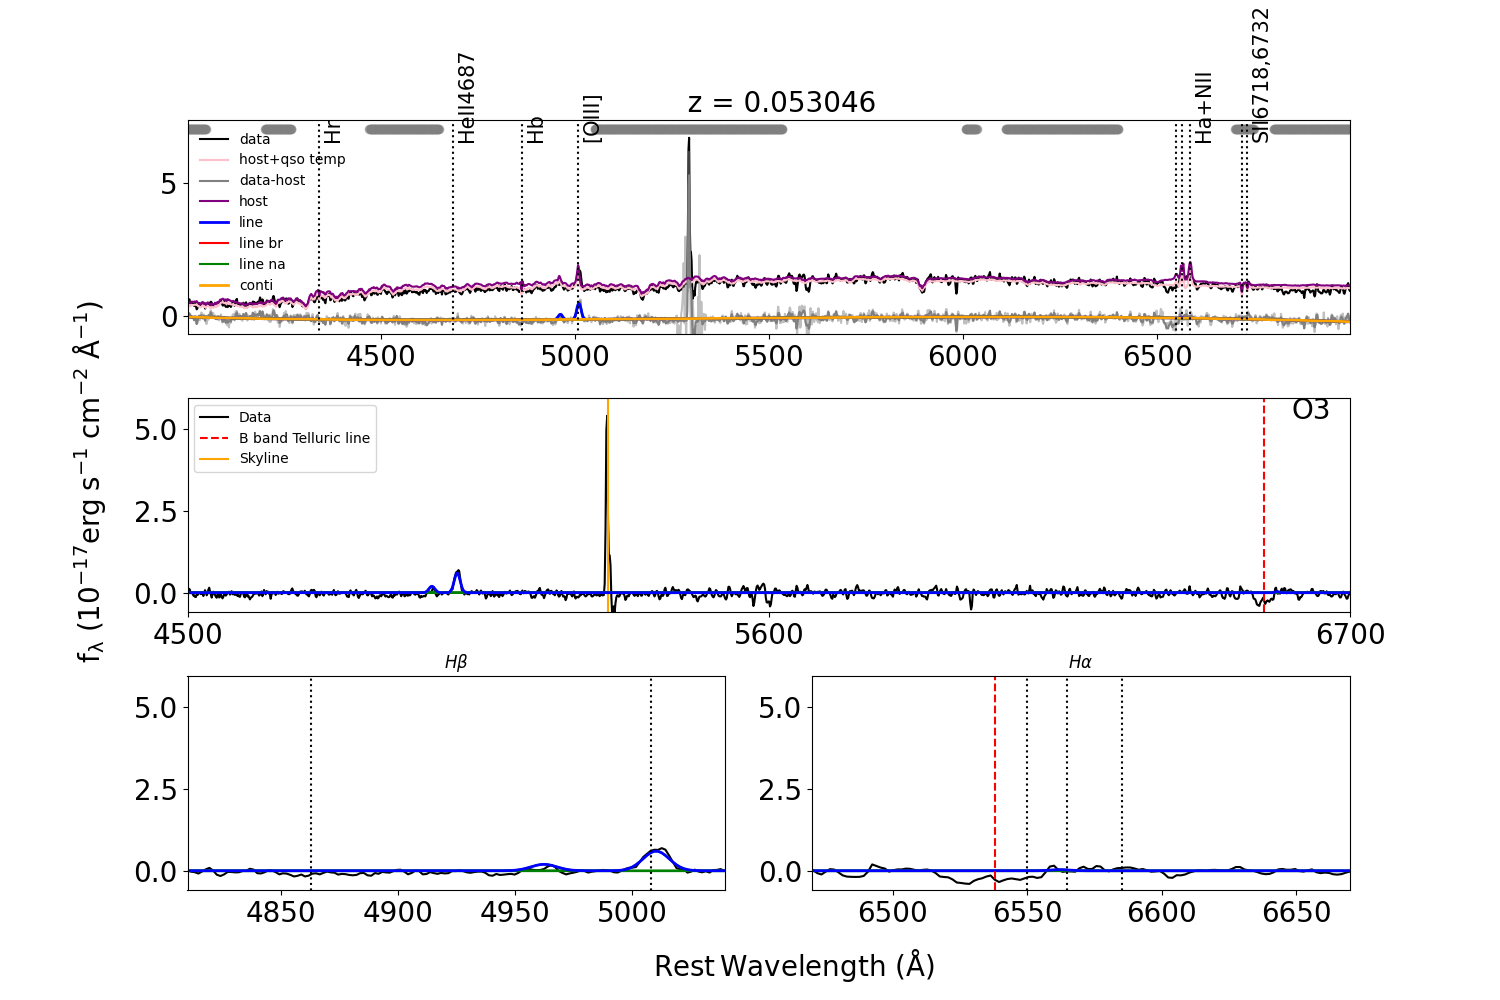 z = 0.053046
Hr
HeII4687
Hb
[OIII]
Ha+NII
SII6718,6732
data
host+qso temp
data-host
host
line
line br
line na
conti
5
0
4500 5000 5500 6000 6500
Data
B band Telluric line
Skyline
O3
5.0
2.5
0.0
4500 5600 6700
fλ (10−17erg s−1 cm−2 Å−1)
Hβ
5.0
2.5
0.0
4850 4900 4950 5000
Hα
5.0
2.5
0.0
6500 6550 6600 6650
Rest Wavelength (Å)